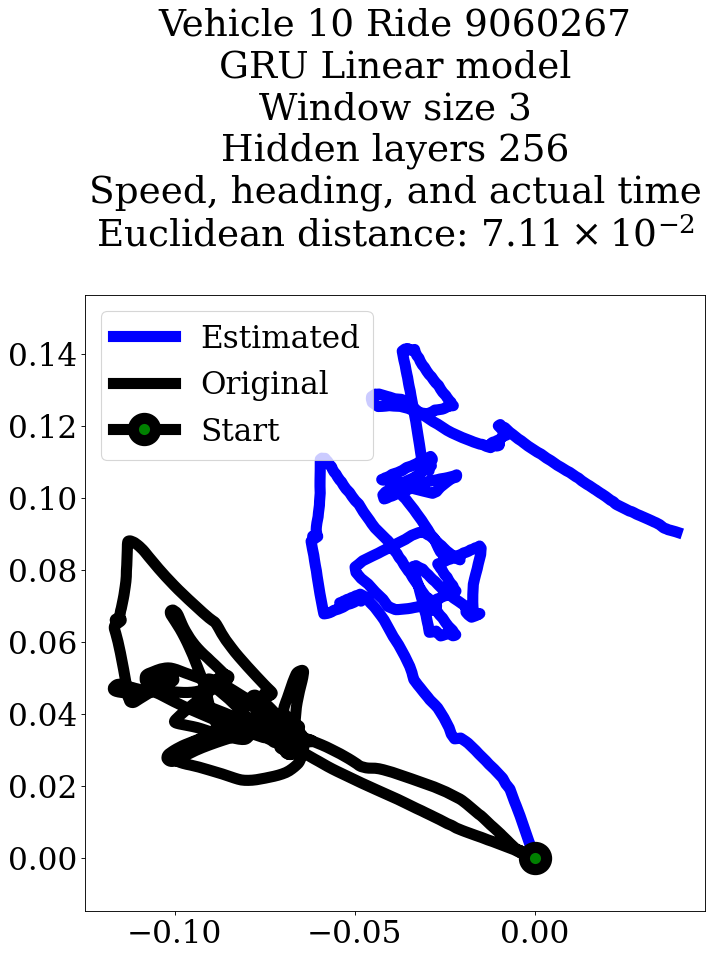 Vehicle 10 Ride 9060267
GRU Linear model
Window size 3
Hidden layers 256
Speed, heading, and actual time
Euclidean distance: 7.11 × 10⁻²
Estimated
Original
Start
0.14
0.12
0.10
0.08
0.06
0.04
0.02
0.00
−0.10
−0.05
0.00